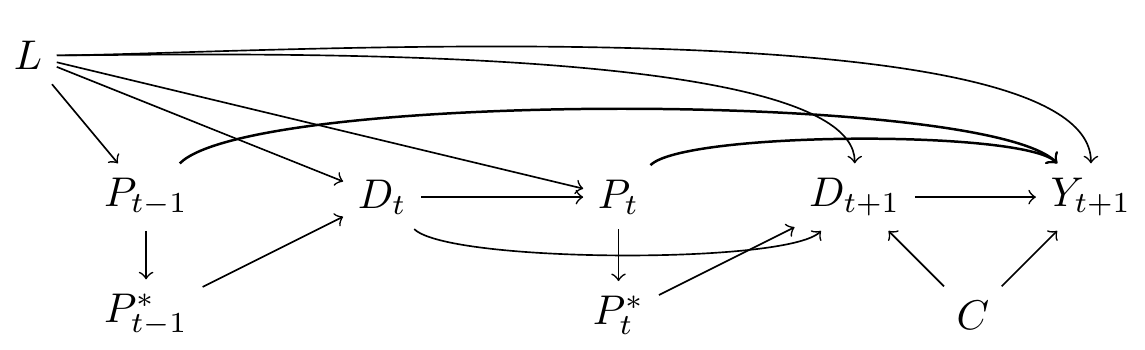 L
P_{t-1} D_t P_t D_{t+1} Y_{t+1}
P^*_{t-1} P^*_t C